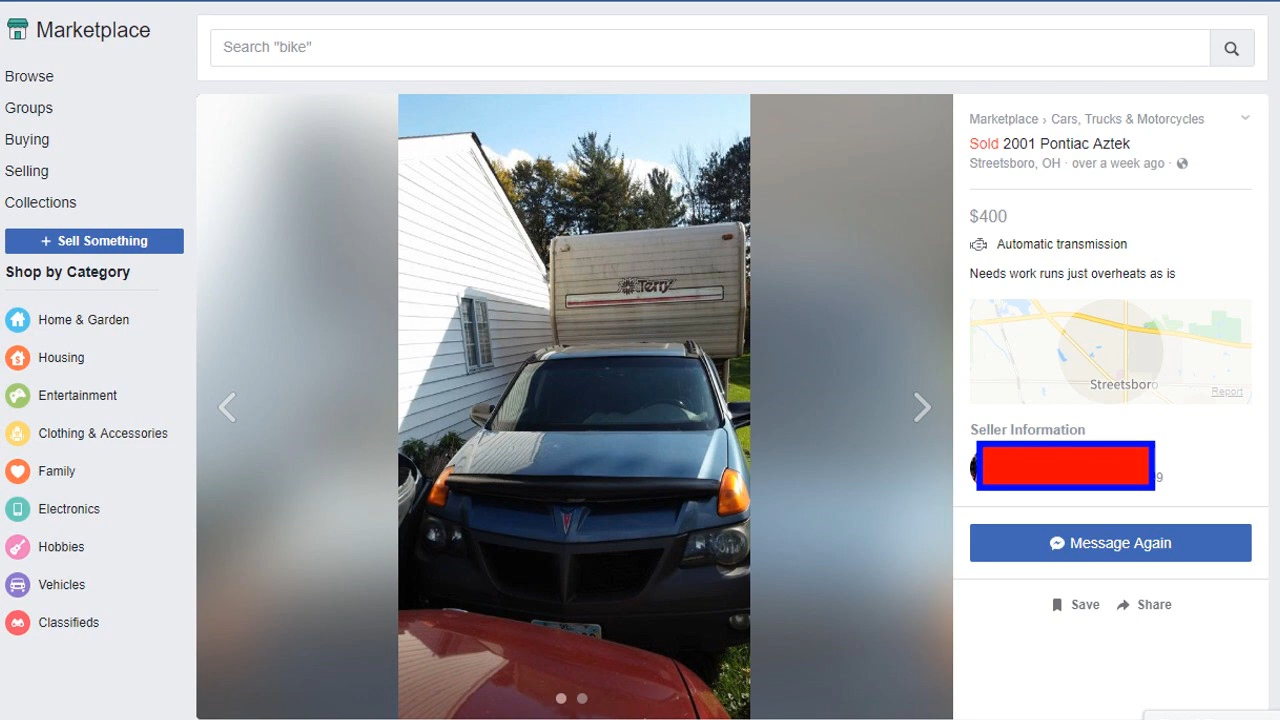 Marketplace
Browse
Groups
Buying
Selling
Collections
+ Sell Something
Shop by Category
Home & Garden
Housing
Entertainment
Clothing & Accessories
Family
Electronics
Hobbies
Vehicles
Classifieds
Search "bike"
Terry
Marketplace › Cars, Trucks & Motorcycles
Sold 2001 Pontiac Aztek
Streetsboro, OH · over a week ago ·
$400
Automatic transmission
Needs work runs just overheats as is
Streetsboro
Report
Seller Information
9
Message Again
Save Share